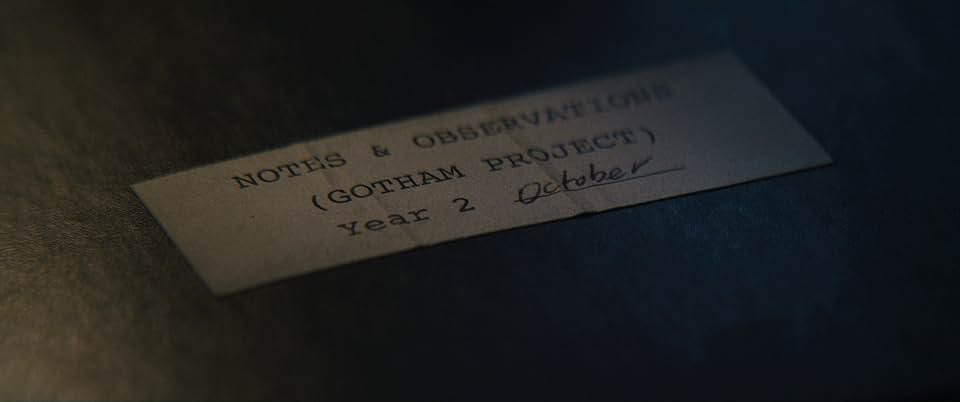 NOTES & OBSERVATIONS
(GOTHAM PROJECT)
Year 2 October